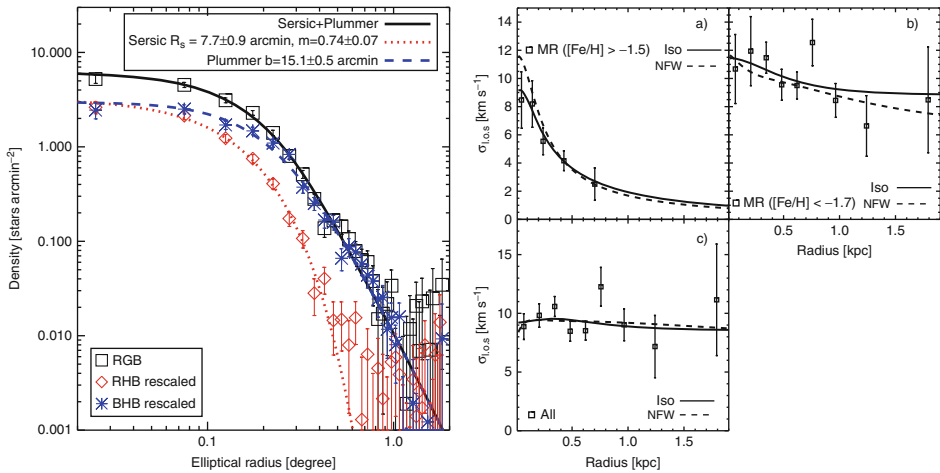 Sersic+Plummer
Sersic Rs = 7.7±0.9 arcmin, m=0.74±0.07
Plummer b=15.1±0.5 arcmin
10.000
1.000
0.100
0.010
0.001
Density [stars arcmin−2]
RGB
RHB rescaled
BHB rescaled
0.1
1.0
Elliptical radius [degree]
a)
MR ([Fe/H] > −1.5)
Iso
NFW
14
12
10
8
6
4
2
0
σl.o.s [km s−1]
b)
Iso
NFW
MR ([Fe/H] < −1.7)
0.5
1.0
1.5
Radius [kpc]
c)
15
10
5
0
σl.o.s [km s−1]
Iso
NFW
All
0.5
1.0
1.5
Radius [kpc]